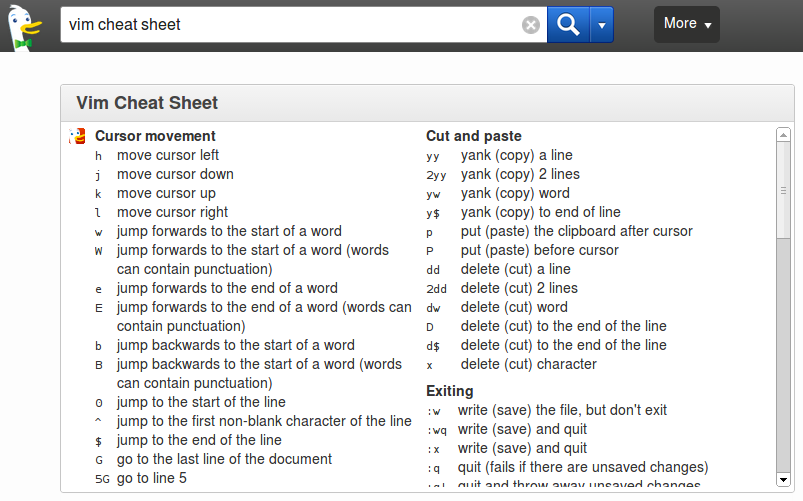 vim cheat sheet
More
Vim Cheat Sheet
Cursor movement
h move cursor left
j move cursor down
k move cursor up
l move cursor right
w jump forwards to the start of a word
W jump forwards to the start of a word (words
can contain punctuation)
e jump forwards to the end of a word
E jump forwards to the end of a word (words can
contain punctuation)
b jump backwards to the start of a word
B jump backwards to the start of a word (words
can contain punctuation)
0 jump to the start of the line
^ jump to the first non-blank character of the line
$ jump to the end of the line
G go to the last line of the document
5G go to line 5
Cut and paste
yy yank (copy) a line
2yy yank (copy) 2 lines
yw yank (copy) word
y$ yank (copy) to end of line
p put (paste) the clipboard after cursor
P put (paste) before cursor
dd delete (cut) a line
2dd delete (cut) 2 lines
dw delete (cut) word
D delete (cut) to the end of the line
d$ delete (cut) to the end of the line
x delete (cut) character
Exiting
:w write (save) the file, but don't exit
:wq write (save) and quit
:x write (save) and quit
:q quit (fails if there are unsaved changes)
:q! quit and throw away unsaved changes